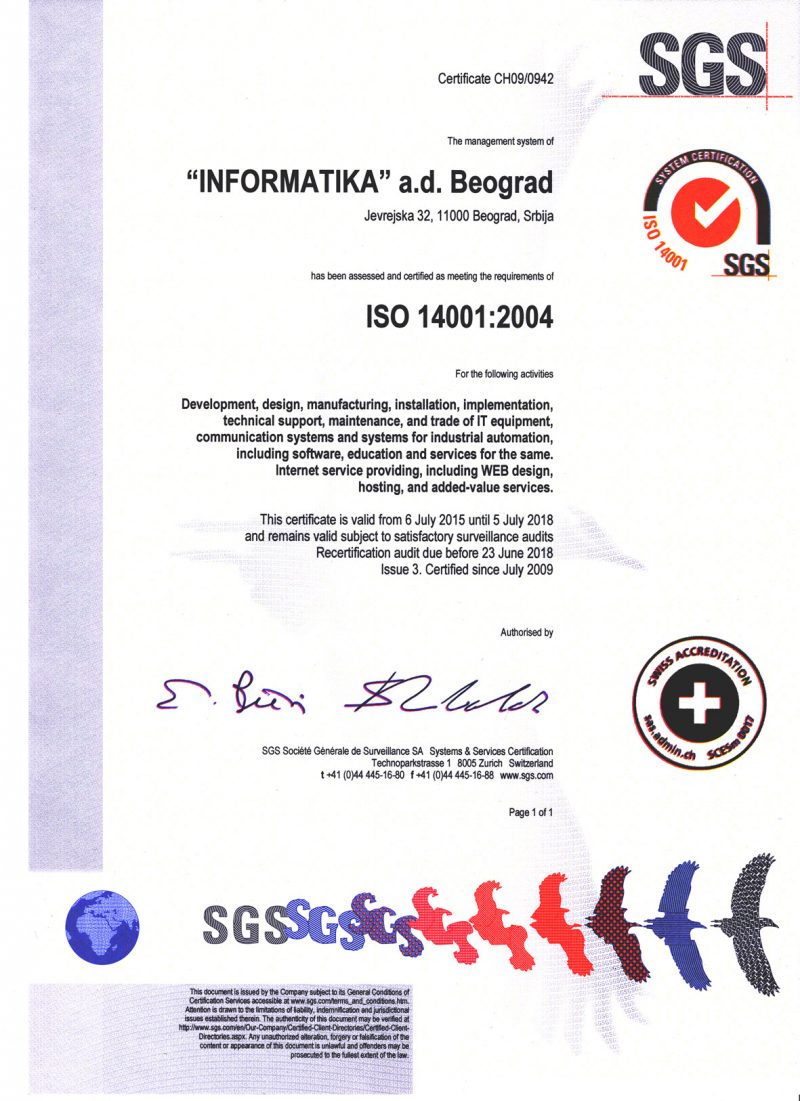 SGS
Certificate CH09/0942
The management system of
“INFORMATIKA” a.d. Beograd
Jevrejska 32, 11000 Beograd, Srbija
SYSTEM CERTIFICATION
ISO 14001
SGS
has been assessed and certified as meeting the requirements of
ISO 14001:2004
For the following activities
Development, design, manufacturing, installation, implementation,
technical support, maintenance, and trade of IT equipment,
communication systems and systems for industrial automation,
including software, education and services for the same.
Internet service providing, including WEB design,
hosting, and added-value services.
This certificate is valid from 6 July 2015 until 5 July 2018
and remains valid subject to satisfactory surveillance audits
Recertification audit due before 23 June 2018
Issue 3. Certified since July 2009
Authorised by
SWISS ACCREDITATION
sas.admin.ch SCESm 0017
SGS Société Générale de Surveillance SA Systems & Services Certification
Technoparkstrasse 1 8005 Zurich Switzerland
t +41 (0)44 445-16-80 f +41 (0)44 445-16-88 www.sgs.com
Page 1 of 1
SGSSGSSGS
This document is issued by the Company subject to its General Conditions of
Certification Services accessible at www.sgs.com/terms_and_conditions.htm.
Attention is drawn to the limitations of liability, indemnification and jurisdictional
issues established therein. The authenticity of this document may be verified at
http://www.sgs.com/en/Our-Company/Certified-Client-Directories/Certified-Client-
Directories.aspx. Any unauthorized alteration, forgery or falsification of the
content or appearance of this document is unlawful and offenders may be
prosecuted to the fullest extent of the law.